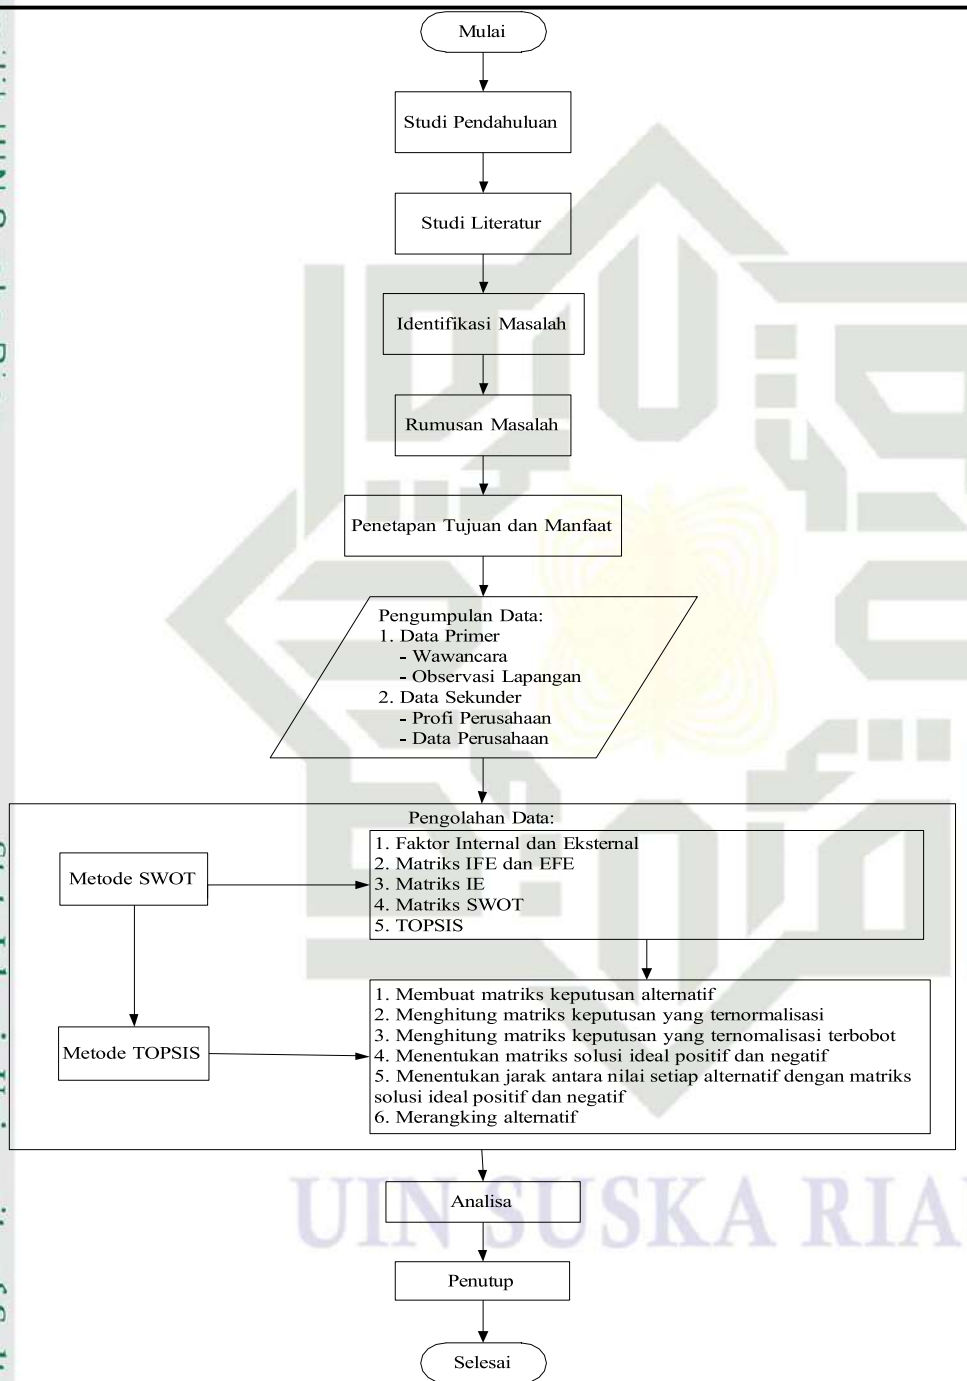 Mulai
Studi Pendahuluan
Studi Literatur
Identifikasi Masalah
Rumusan Masalah
Penetapan Tujuan dan Manfaat
Pengumpulan Data:
1. Data Primer
- Wawancara
- Observasi Lapangan
2. Data Sekunder
- Profi Perusahaan
- Data Perusahaan
Pengolahan Data:
Metode SWOT
1. Faktor Internal dan Eksternal
2. Matriks IFE dan EFE
3. Matriks IE
4. Matriks SWOT
5. TOPSIS
Metode TOPSIS
1. Membuat matriks keputusan alternatif
2. Menghitung matriks keputusan yang ternormalisasi
3. Menghitung matriks keputusan yang ternomalisasi terbobot
4. Menentukan matriks solusi ideal positif dan negatif
5. Menentukan jarak antara nilai setiap alternatif dengan matriks
solusi ideal positif dan negatif
6. Merangking alternatif
Analisa
UIN SUSKA RIA
Penutup
Selesai